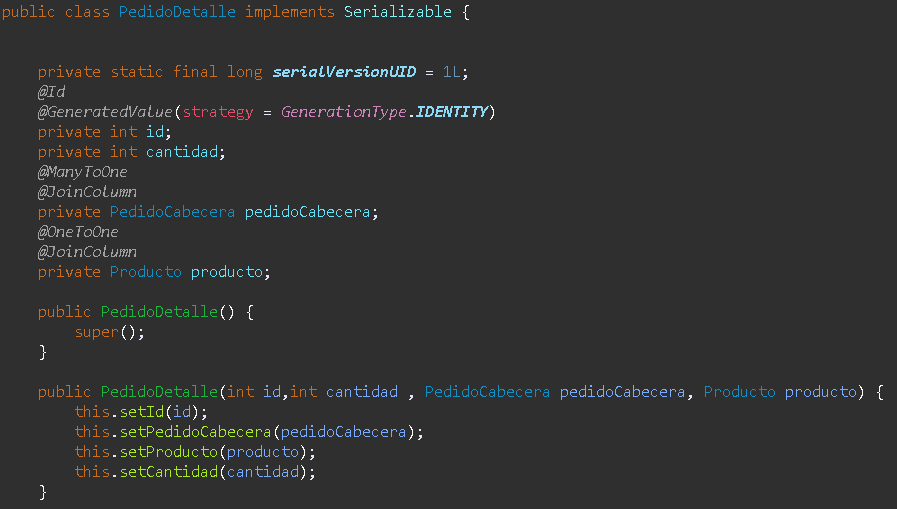 public class PedidoDetalle implements Serializable {
private static final long serialVersionUID = 1L;
@Id
@GeneratedValue(strategy = GenerationType.IDENTITY)
private int id;
private int cantidad;
@ManyToOne
@JoinColumn
private PedidoCabecera pedidoCabecera;
@OneToOne
@JoinColumn
private Producto producto;
public PedidoDetalle() {
super();
}
public PedidoDetalle(int id,int cantidad , PedidoCabecera pedidoCabecera, Producto producto) {
this.setId(id);
this.setPedidoCabecera(pedidoCabecera);
this.setProducto(producto);
this.setCantidad(cantidad);
}